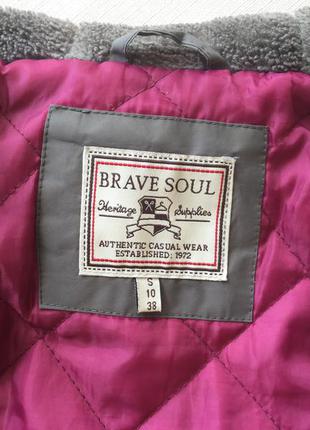 BRAVE SOUL
Heritage Supplies
AUTHENTIC CASUAL WEAR
ESTABLISHED: 1972
S
10
38